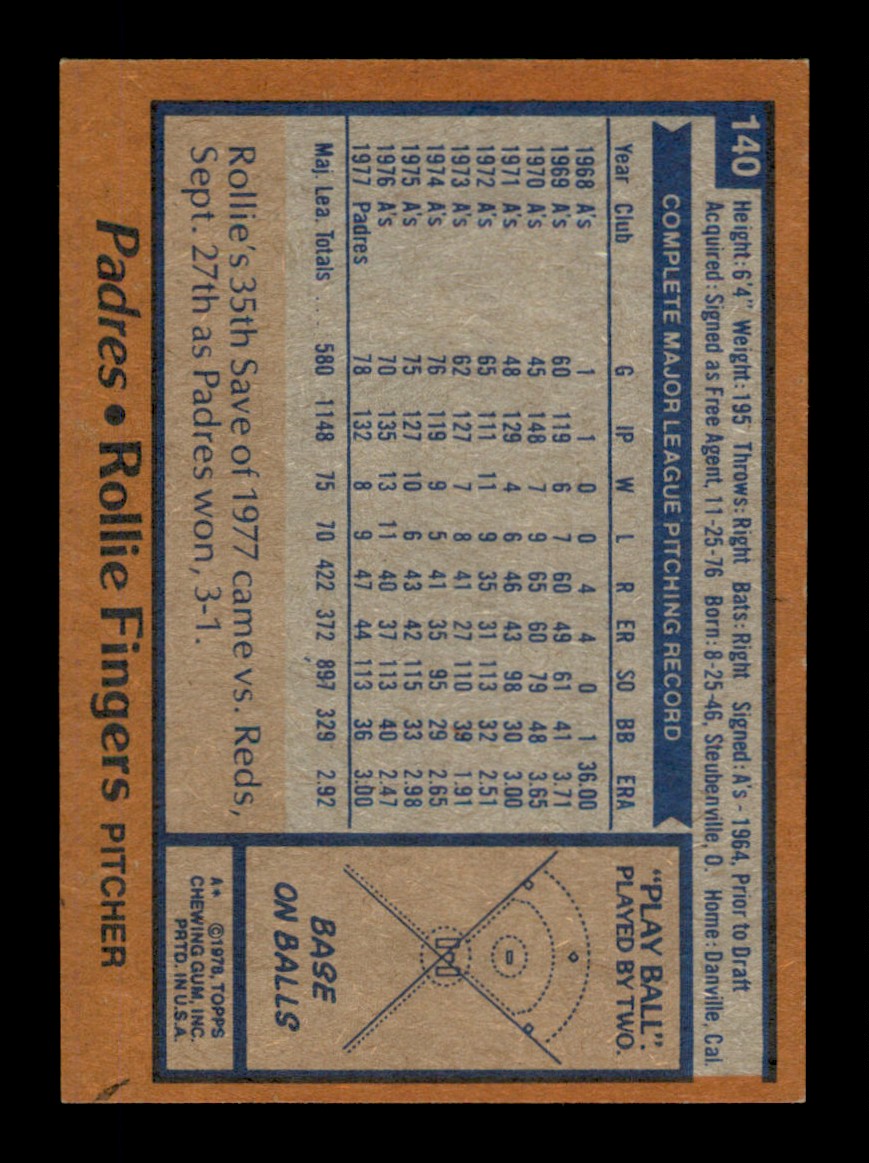 140
Height: 6'4" Weight: 195 Throws: Right Bats: Right Signed: A's - 1964, Prior to Draft
Acquired: Signed as Free Agent, 11-25-76 Born: 8-25-46, Steubenville, O. Home: Danville, Cal.
COMPLETE MAJOR LEAGUE PITCHING RECORD
Year Club G IP W L R ER SO BB ERA
1968 A's 1 1 0 0 4 4 0 1 36.00
1969 A's 60 119 6 7 60 49 61 41 3.71
1970 A's 45 148 7 9 65 60 79 48 3.65
1971 A's 48 129 4 6 46 43 98 30 3.00
1972 A's 65 111 11 9 35 31 113 32 2.51
1973 A's 62 127 7 8 41 27 110 39 1.91
1974 A's 76 119 9 5 41 35 95 29 2.65
1975 A's 75 127 10 6 43 42 115 33 2.98
1976 A's 70 135 13 11 40 37 113 40 2.47
1977 Padres 78 132 8 9 47 44 113 36 3.00
Maj. Lea. Totals .... 580 1148 75 70 422 372 897 329 2.92
Rollie's 35th Save of 1977 came vs. Reds,
Sept. 27th as Padres won, 3-1.
"PLAY BALL":
PLAYED BY TWO.
BASE
ON BALLS
A* ©1978, TOPPS
CHEWING GUM, INC.
PRTD. IN U.S.A.
Padres • Rollie Fingers PITCHER